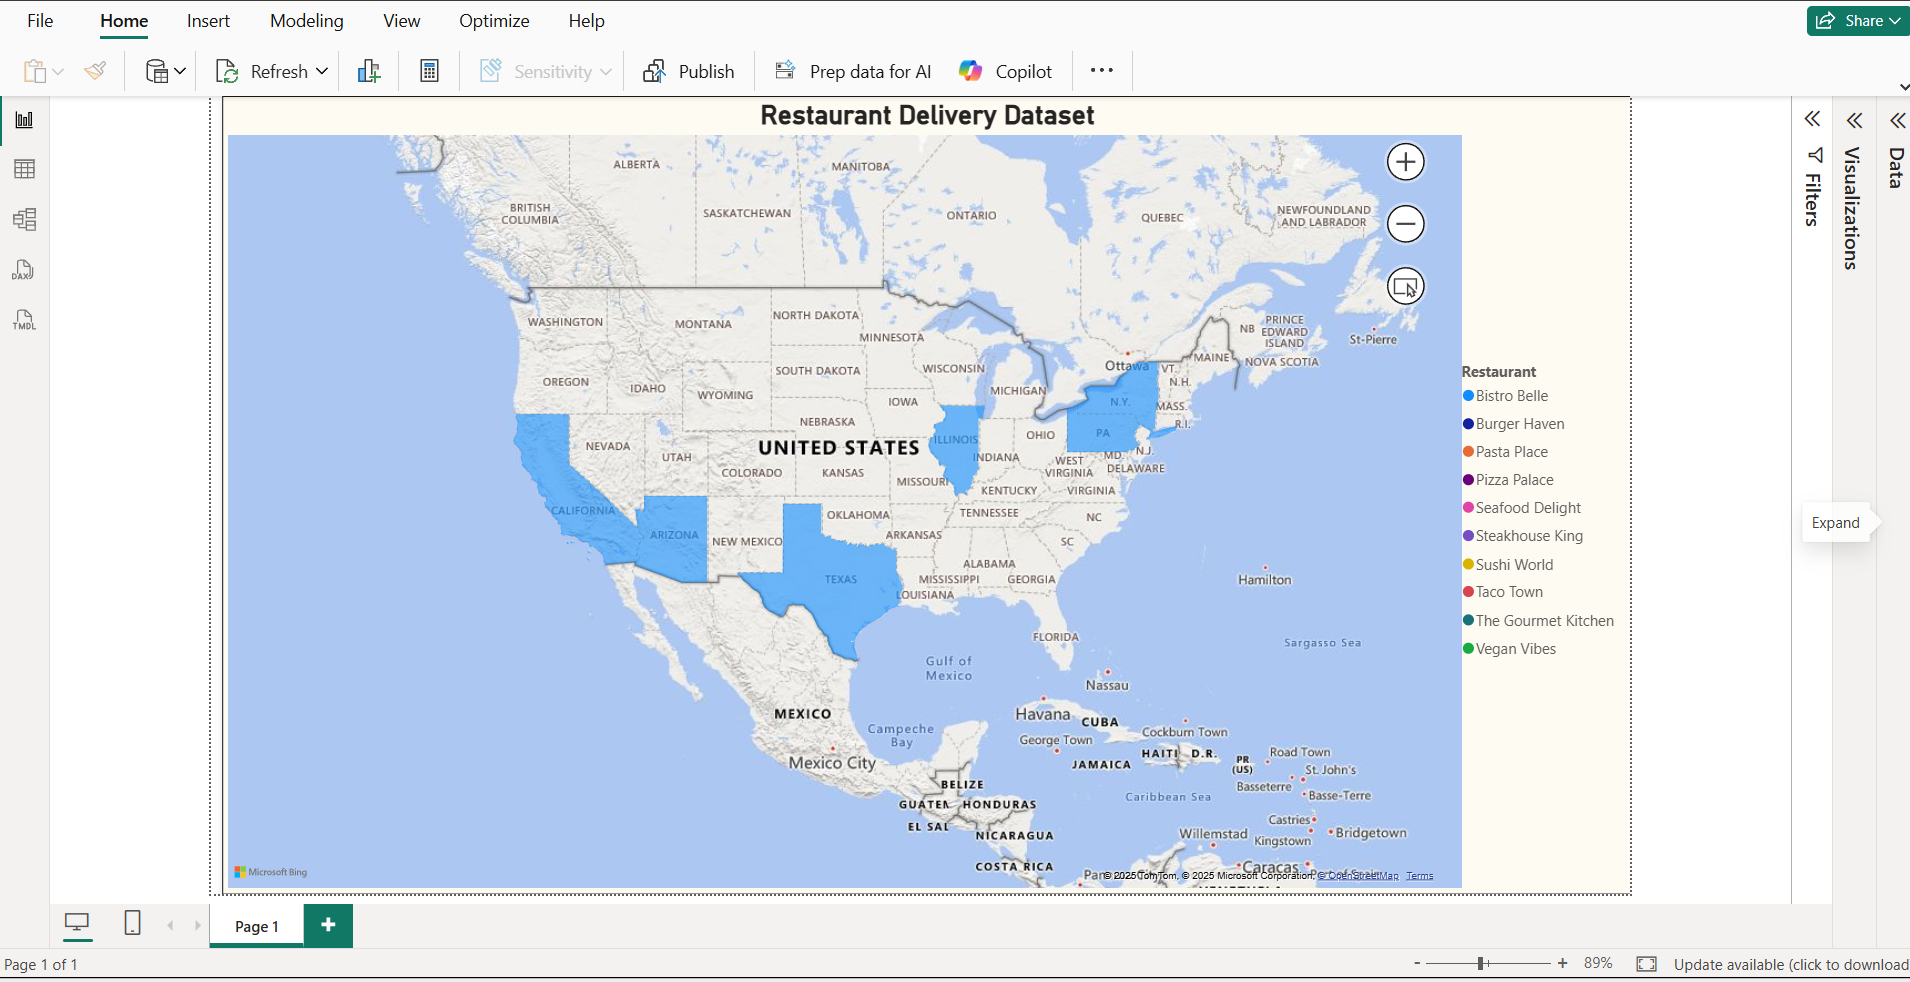 File Home Insert Modeling View Optimize Help Share
Refresh Sensitivity Publish Prep data for AI Copilot ...
Restaurant Delivery Dataset
DAX
TMDL
Filters
Visualizations
Data
ALBERTA
MANITOBA
BRITISH
COLUMBIA
SASKATCHEWAN
ONTARIO
QUEBEC
NEWFOUNDLAND
AND LABRADOR
WASHINGTON
MONTANA
NORTH DAKOTA
MINNESOTA
NB
PRINCE
EDWARD
ISLAND
St-Pierre
OREGON
IDAHO
WYOMING
SOUTH DAKOTA
WISCONSIN
MICHIGAN
Ottawa
VT.
MAINE
NOVA SCOTIA
N.H.
IOWA
N.Y.
MASS.
NEBRASKA
R.I.
UNITED STATES
NEVADA
UTAH
COLORADO
KANSAS
ILLINOIS
INDIANA
OHIO
PA
MD.
N.J.
DELAWARE
WEST
VIRGINIA
MISSOURI
KENTUCKY
VIRGINIA
CALIFORNIA
ARIZONA
NEW MEXICO
OKLAHOMA
ARKANSAS
TENNESSEE
NC
SC
TEXAS
ALABAMA
MISSISSIPPI
GEORGIA
LOUISIANA
Hamilton
FLORIDA
Sargasso Sea
Gulf of
Mexico
Nassau
MEXICO
Havana
CUBA
Campeche
Bay
George Town
Cockburn Town
Mexico City
JAMAICA
HAITI
D.R.
PR
(US)
Road Town
St. John's
BELIZE
Basseterre
Basse-Terre
Caribbean Sea
HONDURAS
EL SAL
NICARAGUA
Castries
Willemstad
Kingstown
Bridgetown
COSTA RICA
Caracas
Microsoft Bing
© 2025 TomTom, © 2025 Microsoft Corporation, © OpenStreetMap Terms
Restaurant
Bistro Belle
Burger Haven
Pasta Place
Pizza Palace
Seafood Delight
Steakhouse King
Sushi World
Taco Town
The Gourmet Kitchen
Vegan Vibes
Expand
Page 1 +
Page 1 of 1
- + 89% Update available (click to download